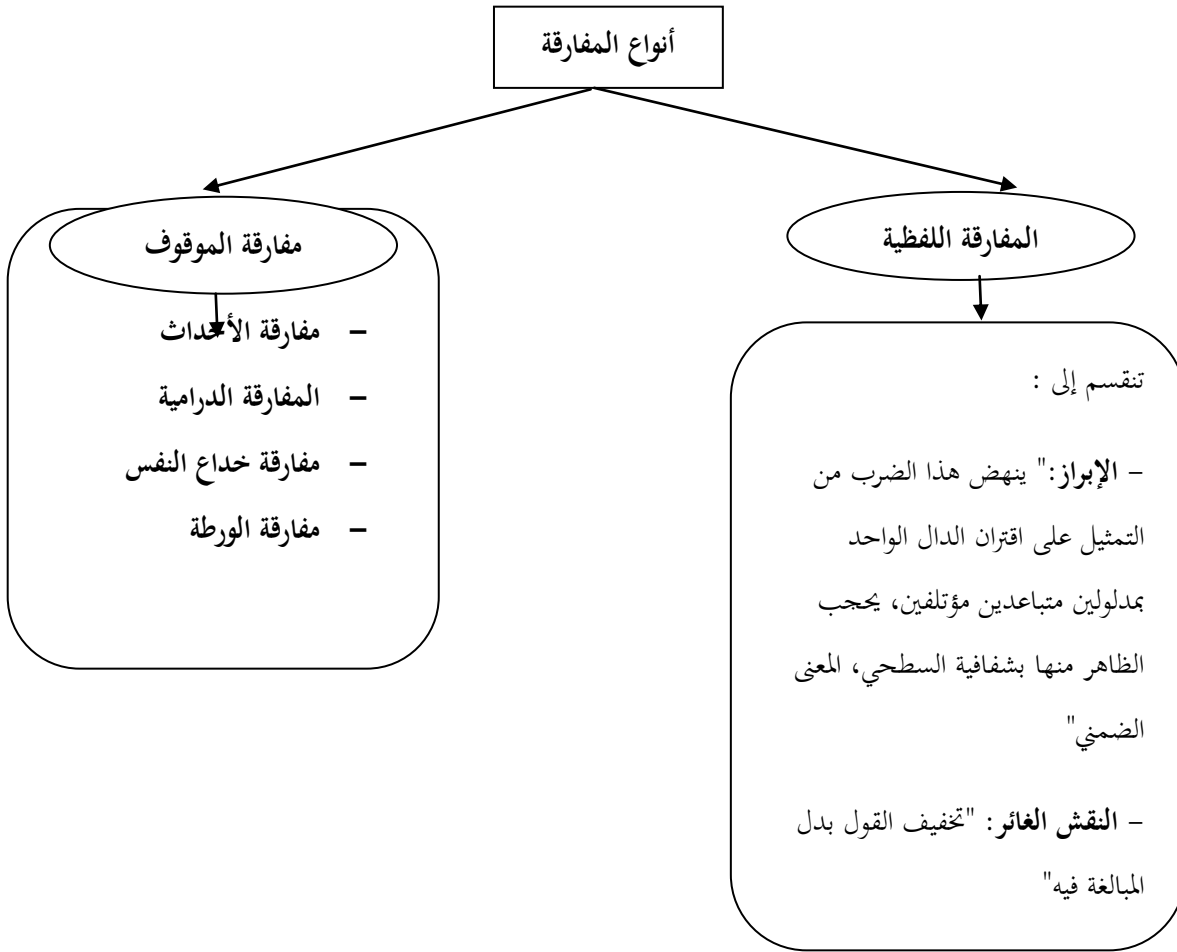 أنواع المفارقة
المفارقة اللفظية
تنقسم إلى :
– الإبراز:" ينهض هذا الضرب من
التمثيل على اقتران الدال الواحد
بمدلولين متباعدين مؤتلفين، يحجب
الظاهر منها بشفافية السطحي، المعنى
الضمني"
– النقش الغائر: "تخفيف القول بدل
المبالغة فيه"
مفارقة الموقوف
– مفارقة الأحداث
– المفارقة الدرامية
– مفارقة خداع النفس
– مفارقة الورطة